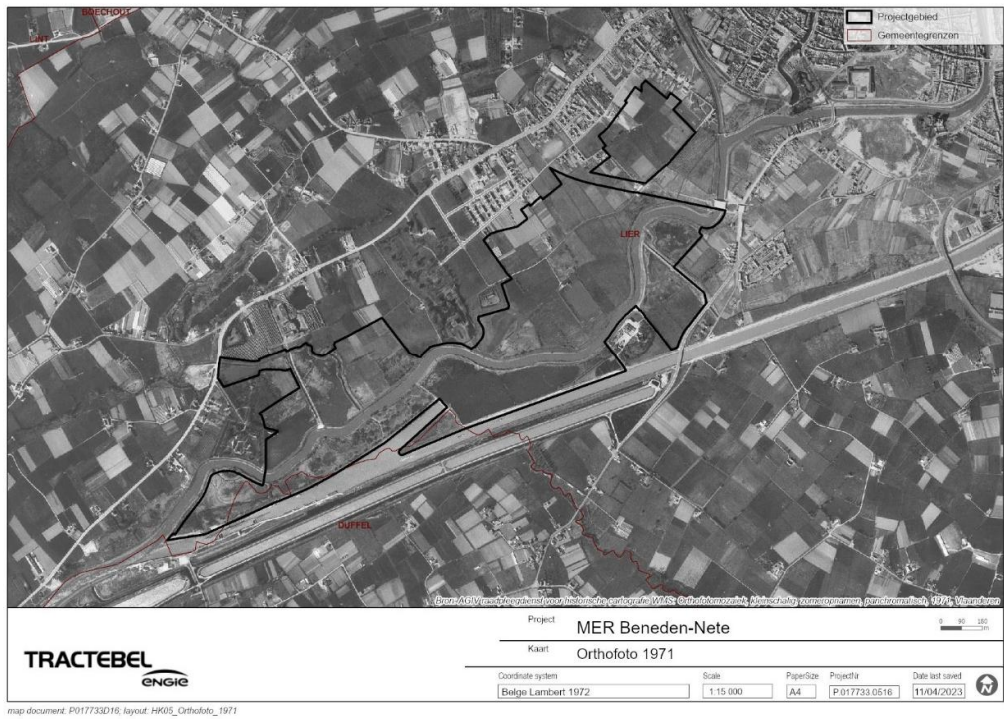 BOECHOUT
LINT
Projectgebied
Gemeentegrenzen
LIER
DUFFEL
Bron: AGIV raadpleegdienst voor historische cartografie WMS: Orthofotomozaïek, kleinschalig, zomeropnamen, panchromatisch, 1971, Vlaanderen
Project MER Beneden-Nete
0 90 180
m
Kaart Orthofoto 1971
TRACTEBEL
ENGIE
Coordinate system Scale PaperSize ProjectNr Date last saved
Belge Lambert 1972 1:15 000 A4 P.017733.0516 11/04/2023
map document: P017733D16; layout: HK05_Orthofoto_1971